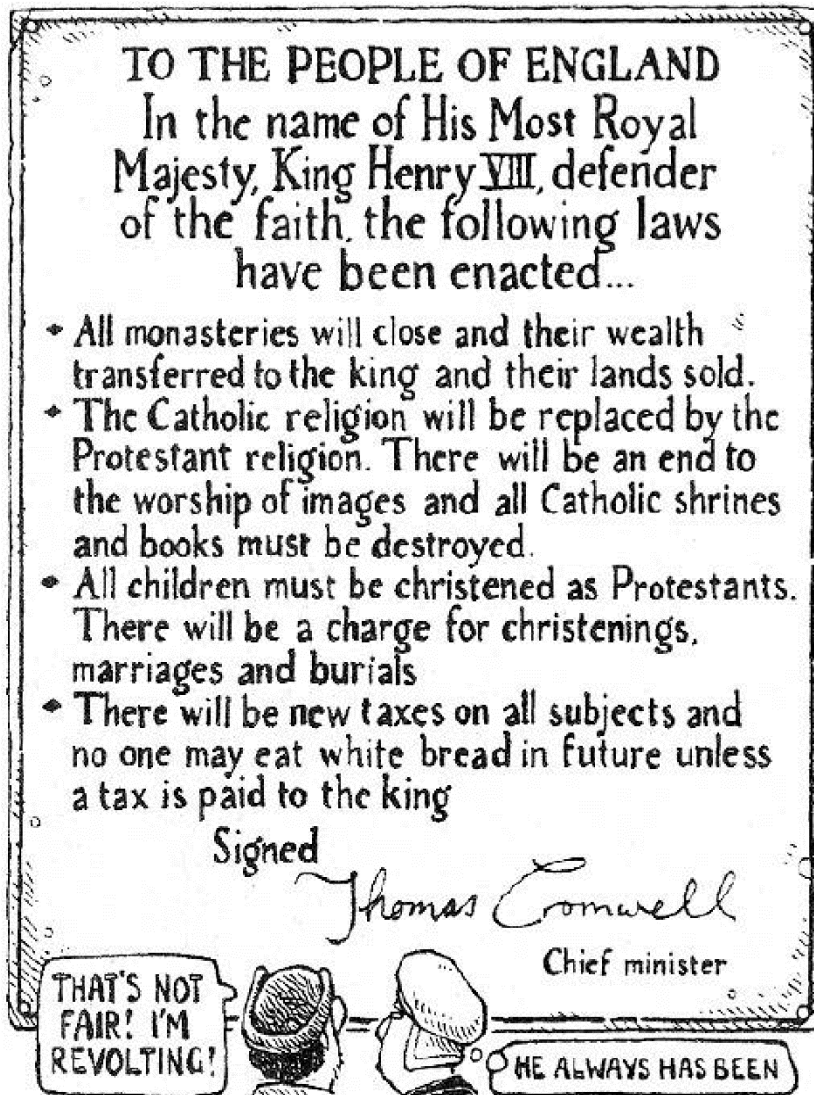 TO THE PEOPLE OF ENGLAND
In the name of His Most Royal
Majesty, King Henry VIII, defender
of the faith, the following laws
have been enacted...
All monasteries will close and their wealth
transferred to the king and their lands sold.
The Catholic religion will be replaced by the
Protestant religion. There will be an end to
the worship of images and all Catholic shrines
and books must be destroyed.
All children must be christened as Protestants.
There will be a charge for christenings,
marriages and burials
There will be new taxes on all subjects and
no one may eat white bread in future unless
a tax is paid to the king
Signed
Thomas Cromwell
Chief minister
THAT'S NOT
FAIR! I'M
REVOLTING!
HE ALWAYS HAS BEEN